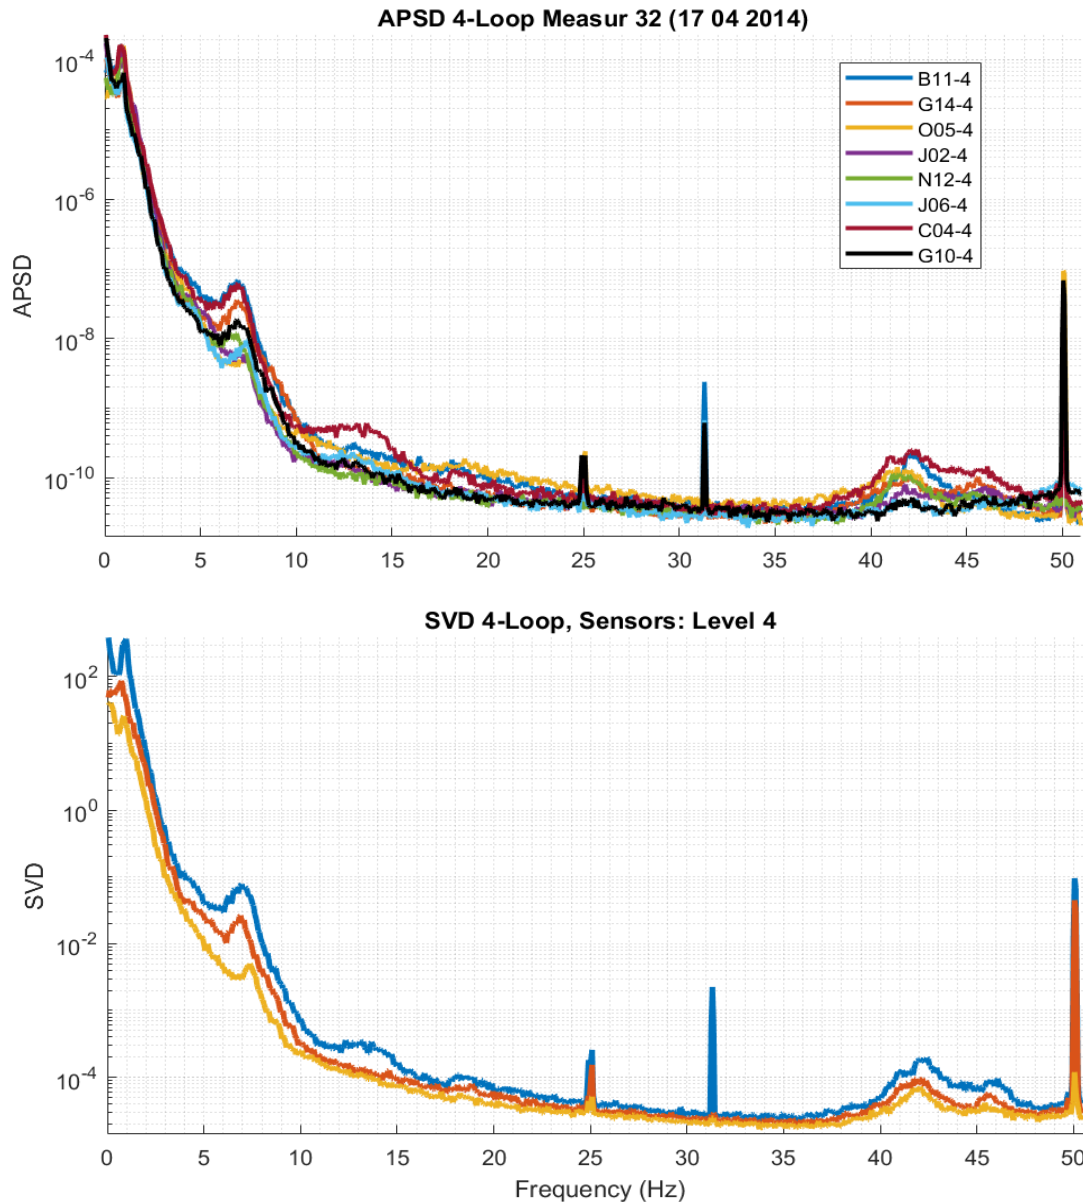 APSD 4-Loop Measur 32 (17 04 2014)
10^-4
10^-6
10^-8
10^-10
APSD
B11-4
G14-4
O05-4
J02-4
N12-4
J06-4
C04-4
G10-4
0 5 10 15 20 25 30 35 40 45 50
SVD 4-Loop, Sensors: Level 4
10^2
10^0
10^-2
10^-4
SVD
0 5 10 15 20 25 30 35 40 45 50
Frequency (Hz)